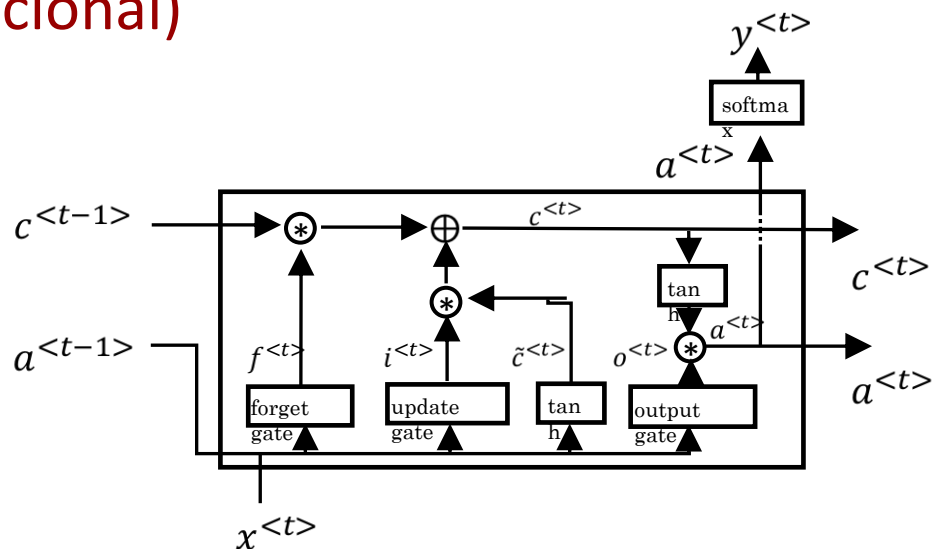 cional)
y<t>
softma
x
a<t>
c<t−1>
c<t>
c<t>
tan
h
a<t−1>
f<t>
i<t>
c̃<t>
o<t>
a<t>
a<t>
forget
gate
update
gate
tan
h
output
gate
x<t>